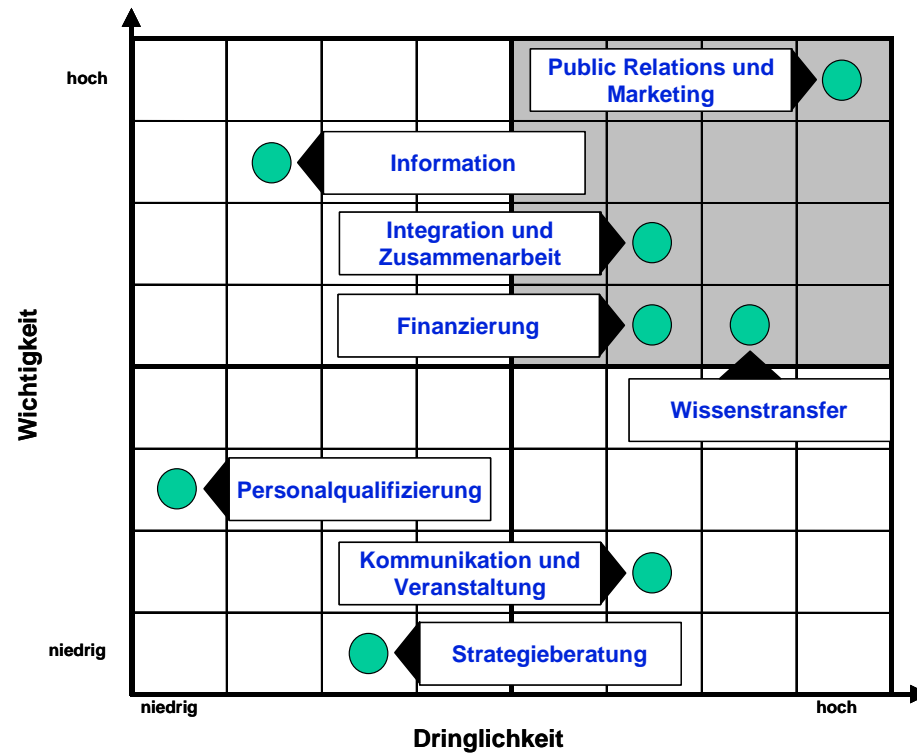 hoch
Public Relations und
Marketing
Information
Integration und
Zusammenarbeit
Finanzierung
Wichtigkeit
Wissenstransfer
Personalqualifizierung
Kommunikation und
Veranstaltung
Strategieberatung
niedrig
niedrig
hoch
Dringlichkeit